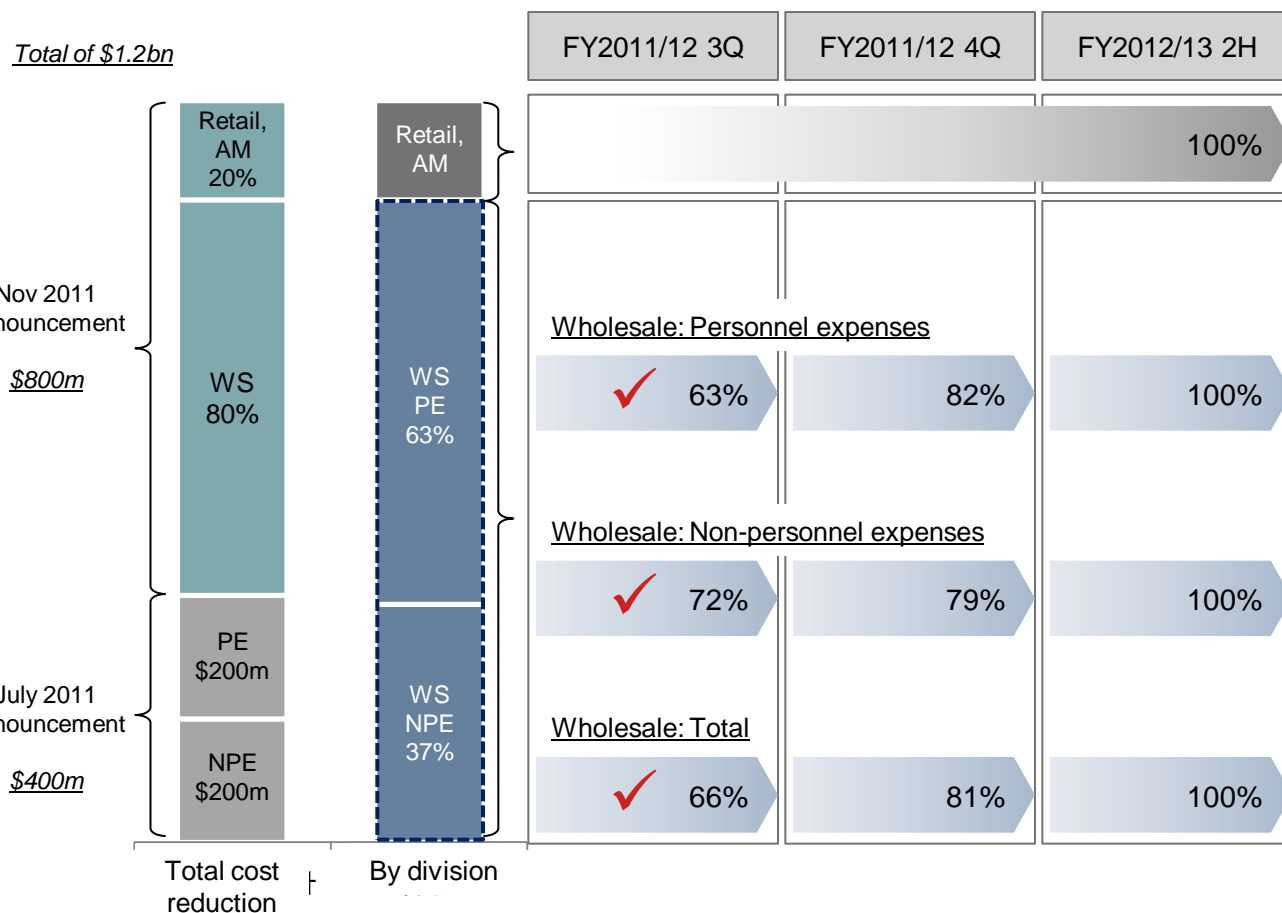 Total of $1.2bn
FY2011/12 3Q
FY2011/12 4Q
FY2012/13 2H
Retail,
AM
20%
Retail,
AM
100%
Nov 2011
nouncement
$800m
WS
80%
WS
PE
63%
Wholesale: Personnel expenses
63%
82%
100%
Wholesale: Non-personnel expenses
72%
79%
100%
PE
$200m
July 2011
nouncement
$400m
NPE
$200m
WS
NPE
37%
Wholesale: Total
66%
81%
100%
Total cost
reduction
By division